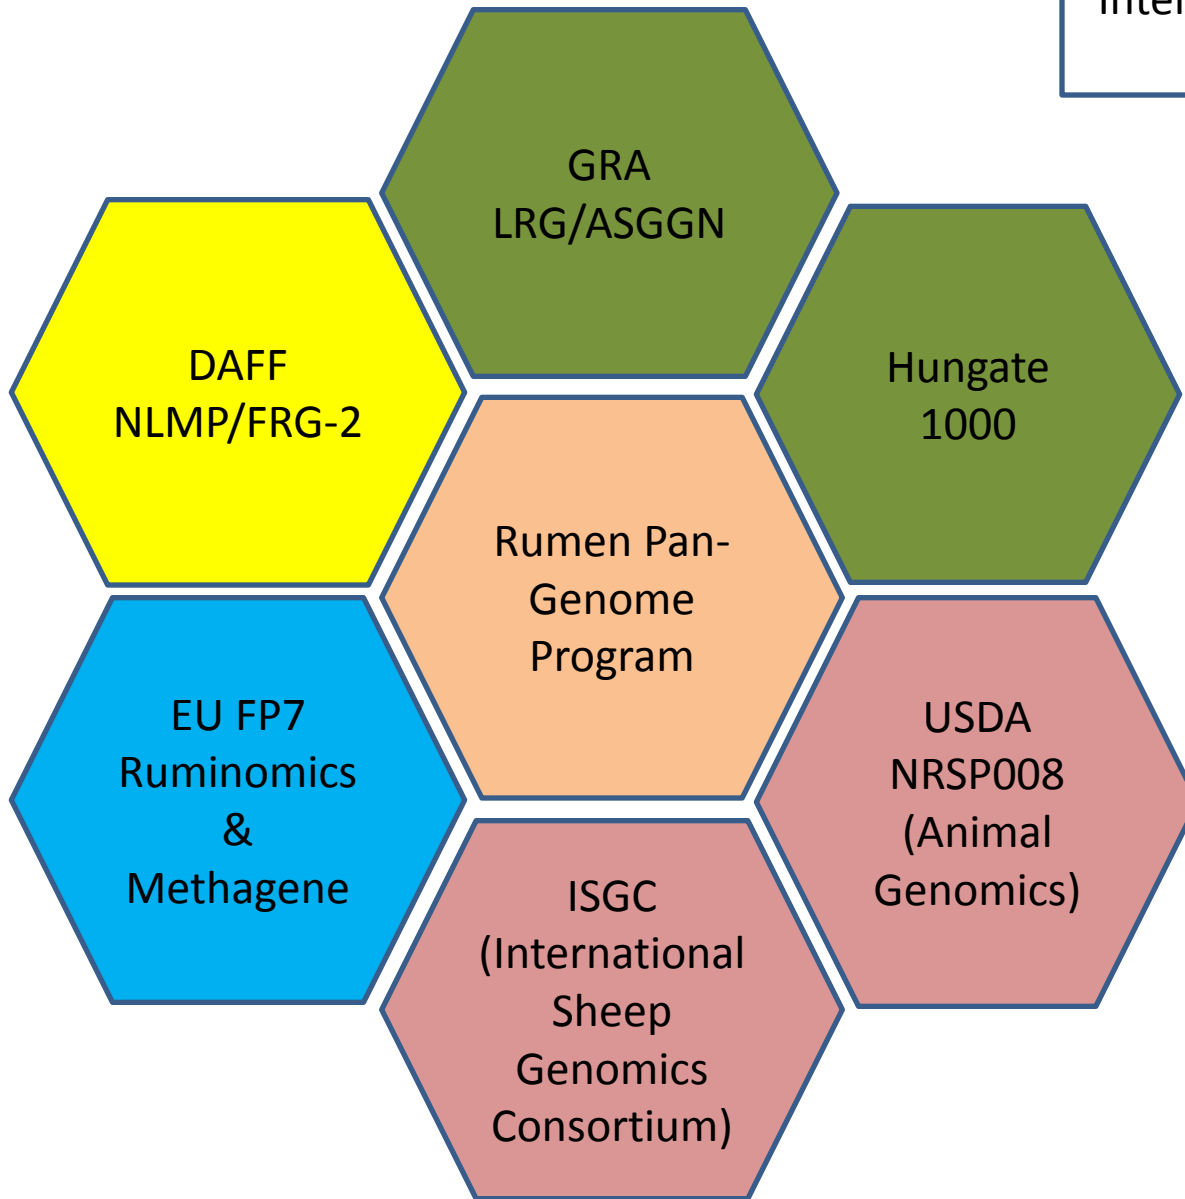 GRA
LRG/ASGGN
DAFF
NLMP/FRG-2
Hungate
1000
Rumen Pan-
Genome
Program
EU FP7
Ruminomics
&
Methagene
USDA
NRSP008
(Animal
Genomics)
ISGC
(International
Sheep
Genomics
Consortium)